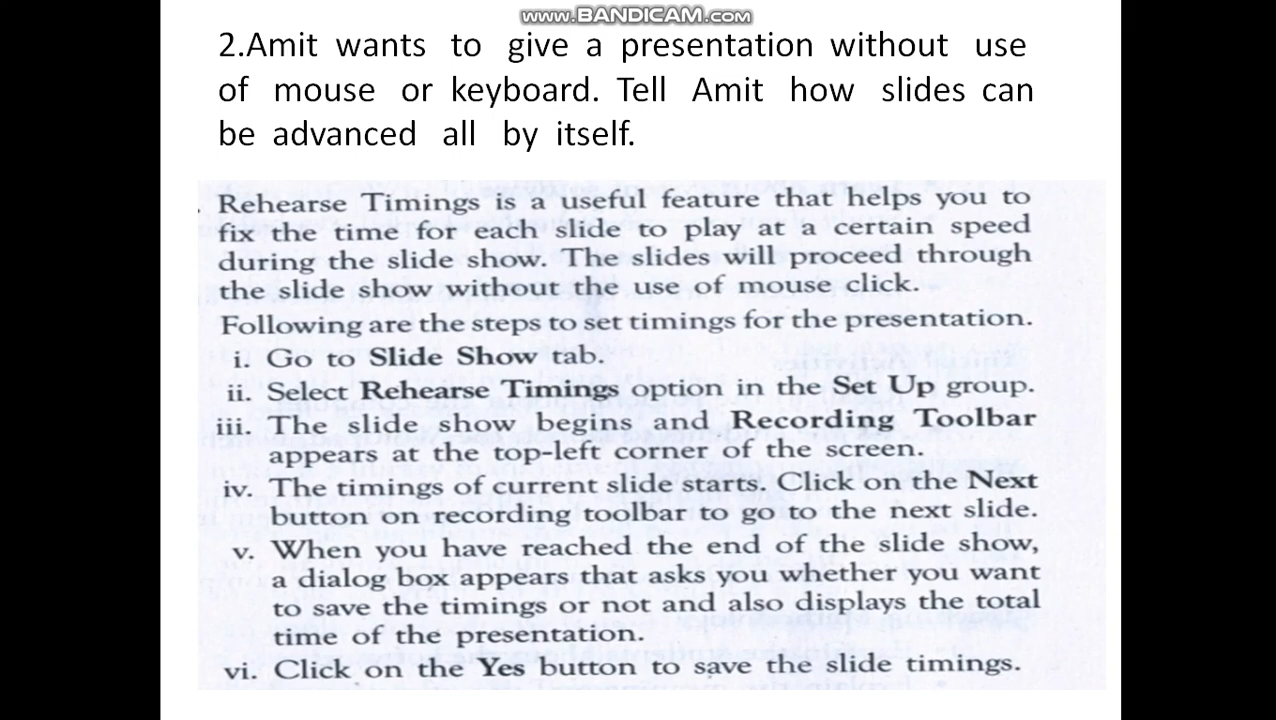 www.BANDICAM.com
2.Amit wants to give a presentation without use
of mouse or keyboard. Tell Amit how slides can
be advanced all by itself.
Rehearse Timings is a useful feature that helps you to
fix the time for each slide to play at a certain speed
during the slide show. The slides will proceed through
the slide show without the use of mouse click.
Following are the steps to set timings for the presentation.
i. Go to Slide Show tab.
ii. Select Rehearse Timings option in the Set Up group.
iii. The slide show begins and Recording Toolbar
appears at the top-left corner of the screen.
iv. The timings of current slide starts. Click on the Next
button on recording toolbar to go to the next slide.
v. When you have reached the end of the slide show,
a dialog box appears that asks you whether you want
to save the timings or not and also displays the total
time of the presentation.
vi. Click on the Yes button to save the slide timings.